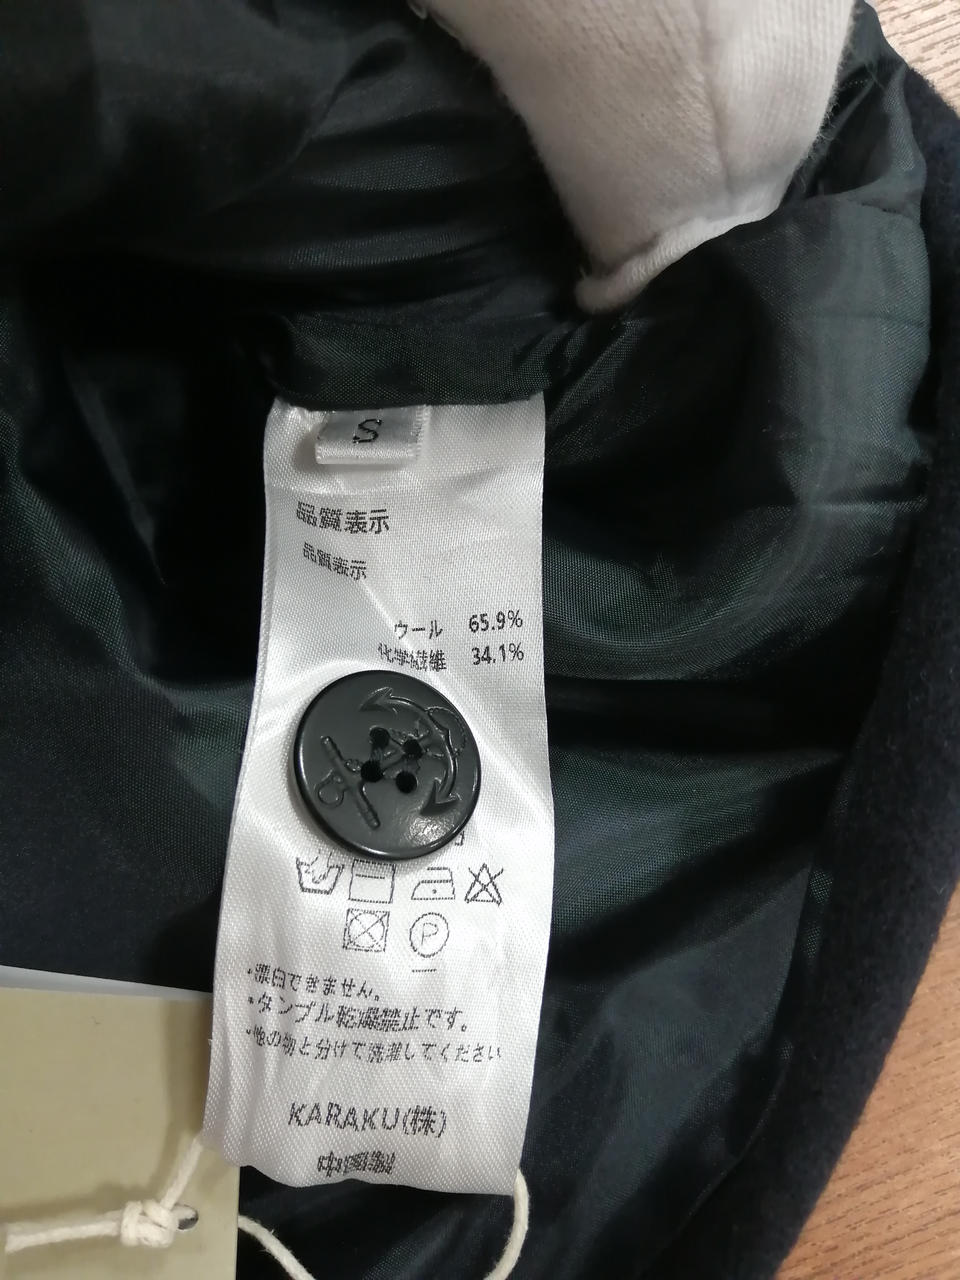 S
品質表示
品質表示
ウール 65.9%
化学繊維 34.1%
P
・漂白できません。
・タンブル乾燥禁止です。
・他の物と分けて洗濯してください
KARAKU(株)
中国製